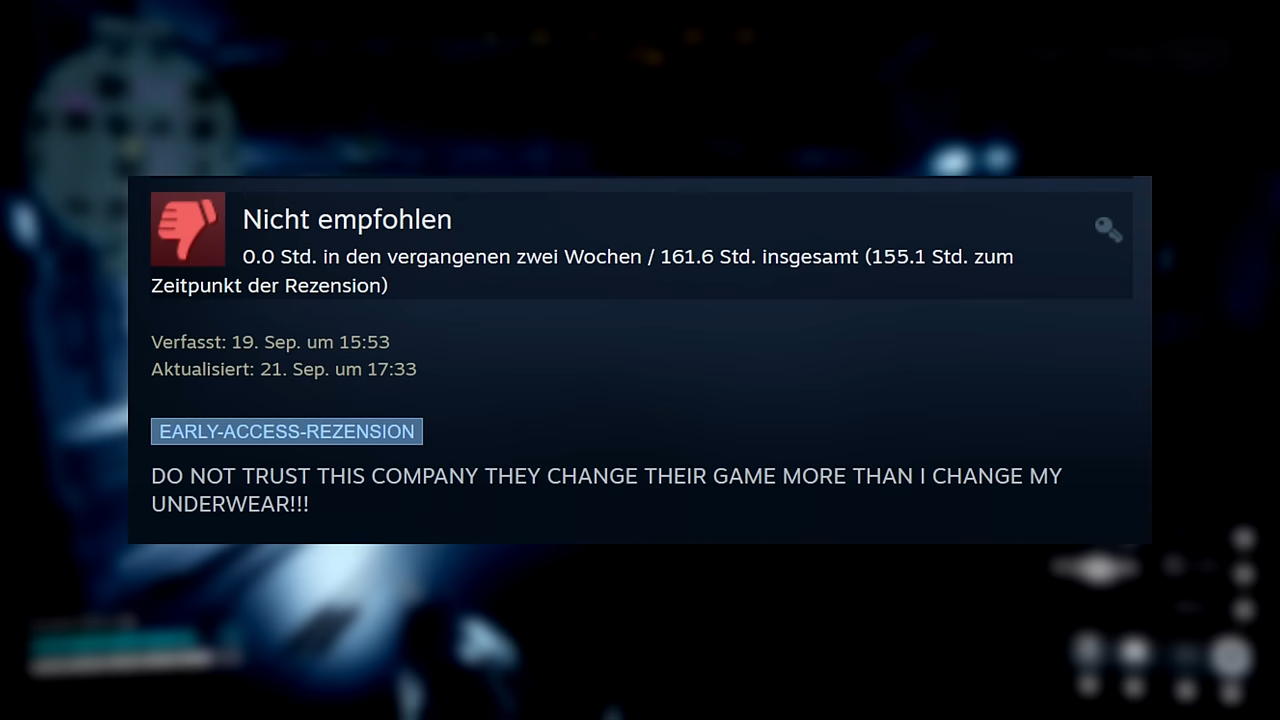 Nicht empfohlen
0.0 Std. in den vergangenen zwei Wochen / 161.6 Std. insgesamt (155.1 Std. zum
Zeitpunkt der Rezension)
Verfasst: 19. Sep. um 15:53
Aktualisiert: 21. Sep. um 17:33
EARLY-ACCESS-REZENSION
DO NOT TRUST THIS COMPANY THEY CHANGE THEIR GAME MORE THAN I CHANGE MY
UNDERWEAR!!!